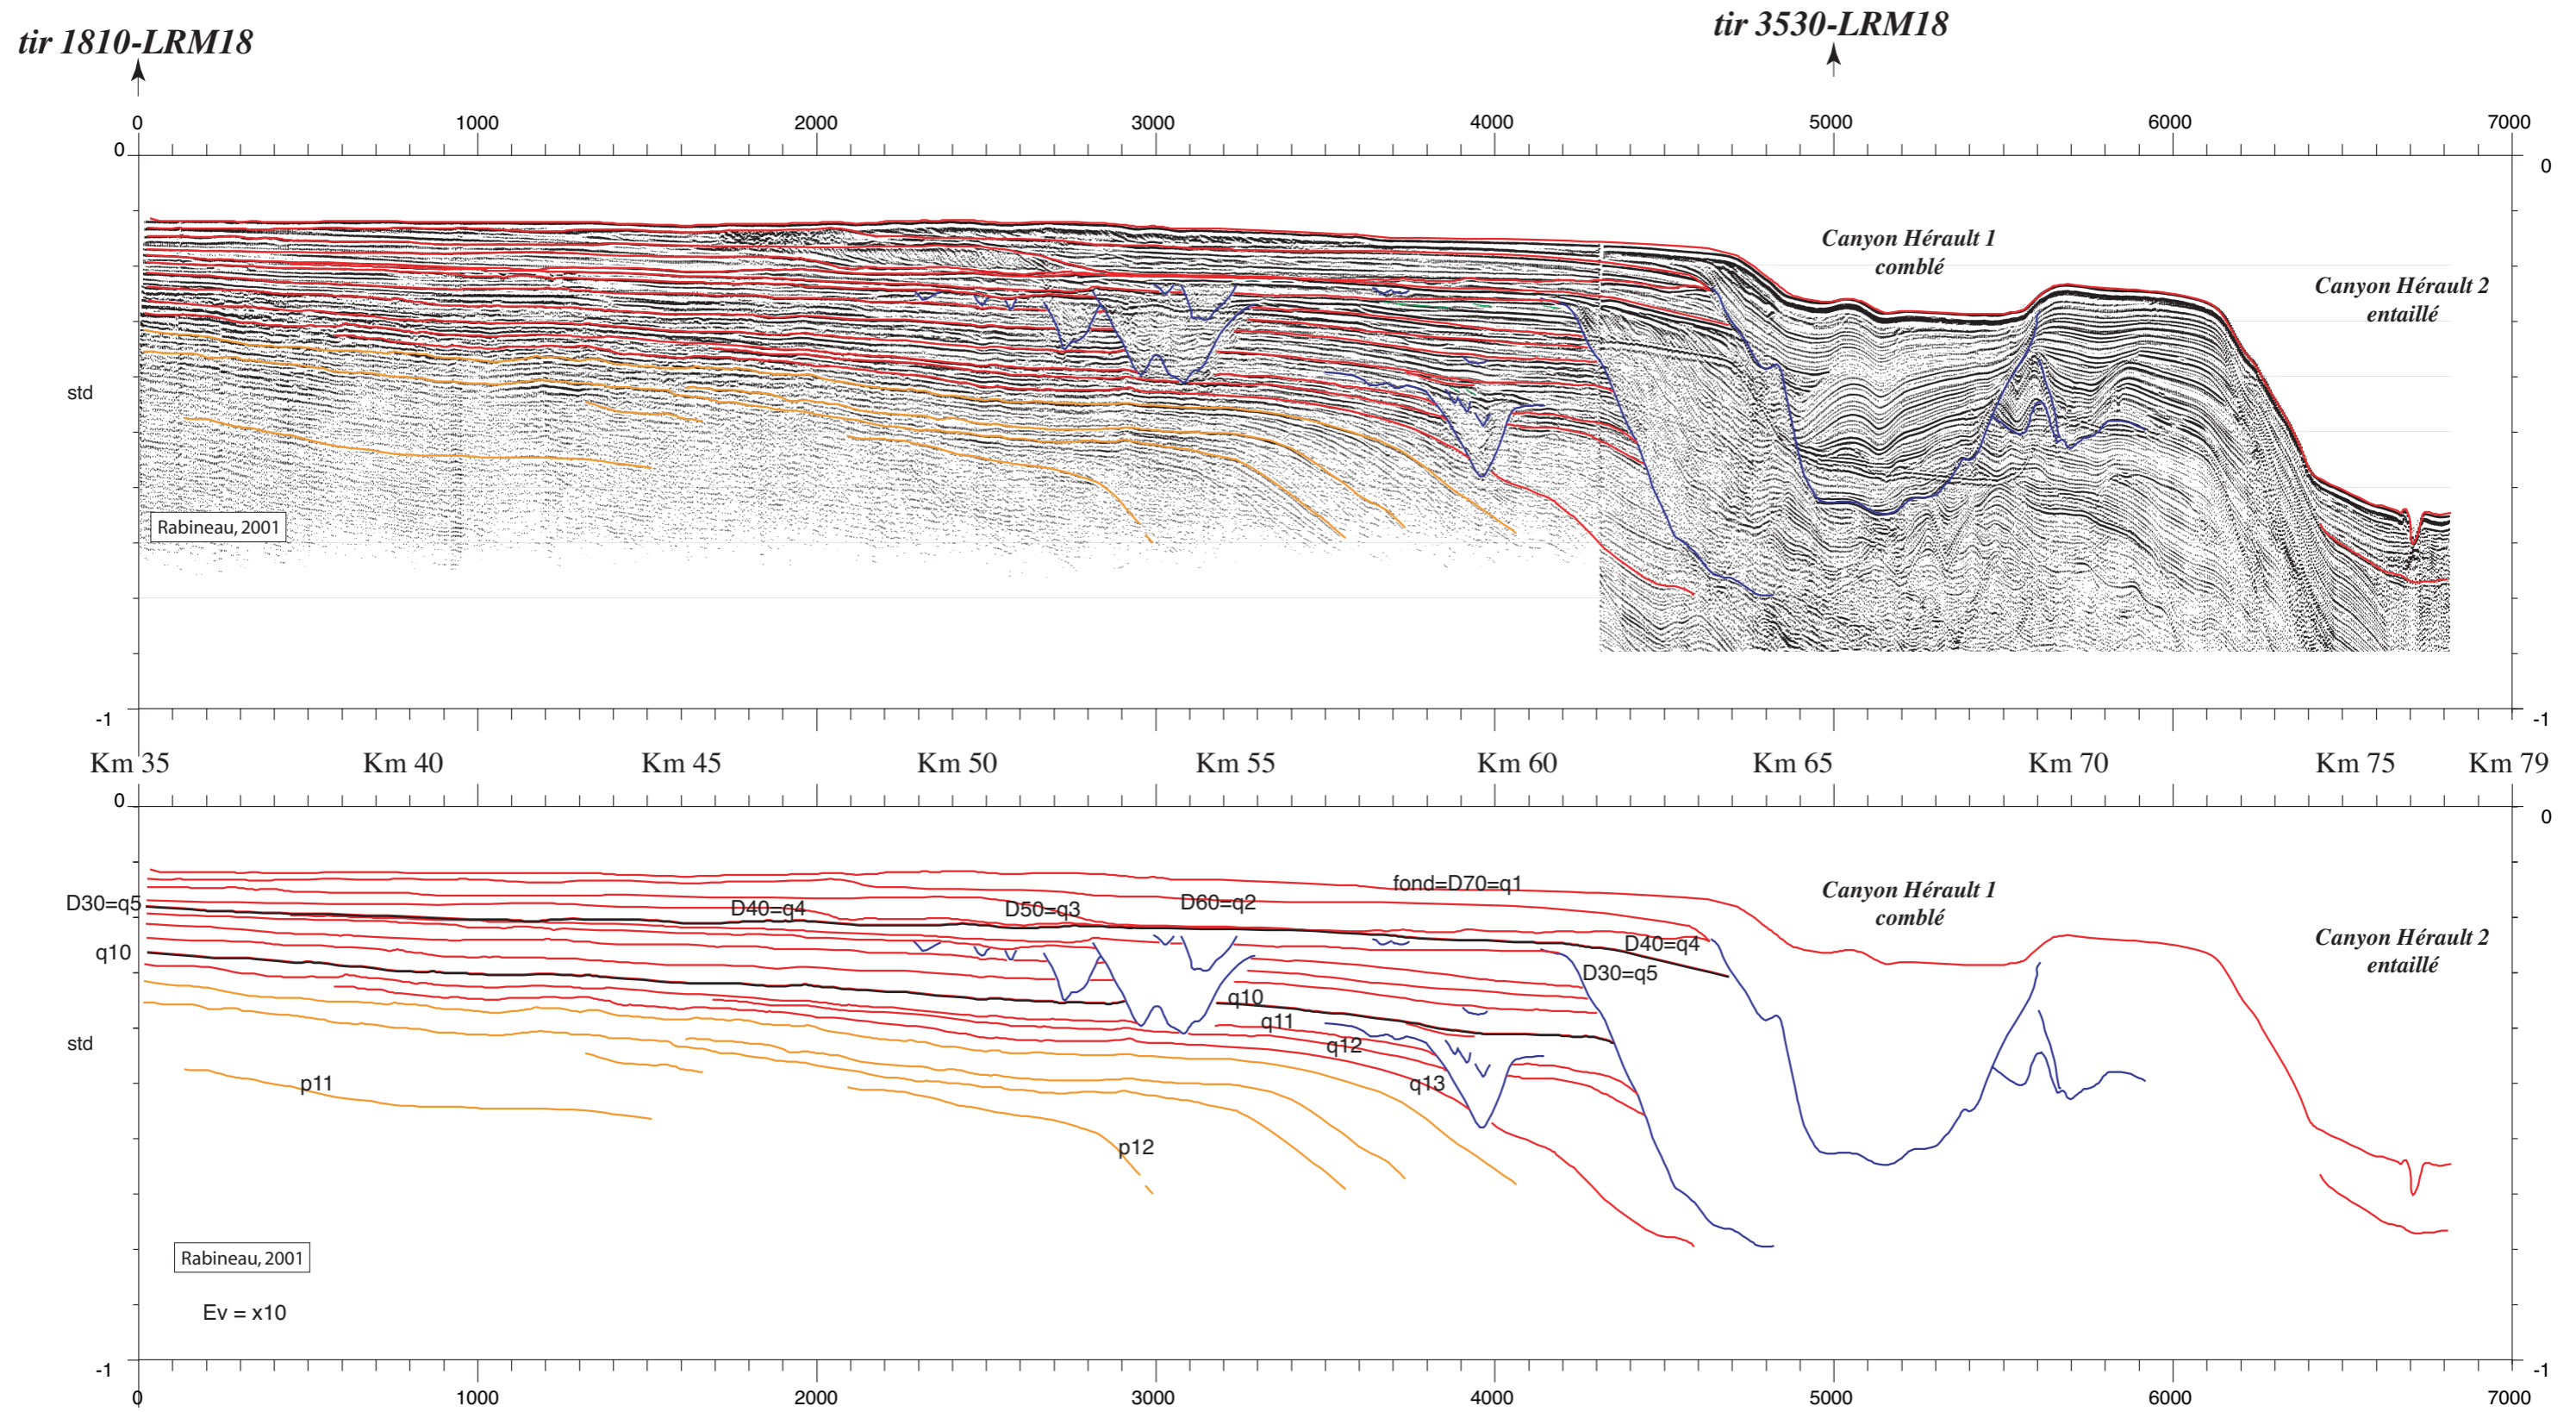 tir 1810-LRM18
tir 3530-LRM18
0 1000 2000 3000 4000 5000 6000 7000
0 0
Canyon Hérault 1
comblé
Canyon Hérault 2
entaillé
std
Rabineau, 2001
-1 -1
Km 35 Km 40 Km 45 Km 50 Km 55 Km 60 Km 65 Km 70 Km 75 Km 79
0 0
fond=D70=q1
D30=q5 D40=q4 D50=q3 D60=q2
Canyon Hérault 1
comblé
Canyon Hérault 2
entaillé
D40=q4
q10
D30=q5
q10
q11
std
q12
p11
q13
p12
Rabineau, 2001
Ev = x10
-1 -1
0 1000 2000 3000 4000 5000 6000 7000